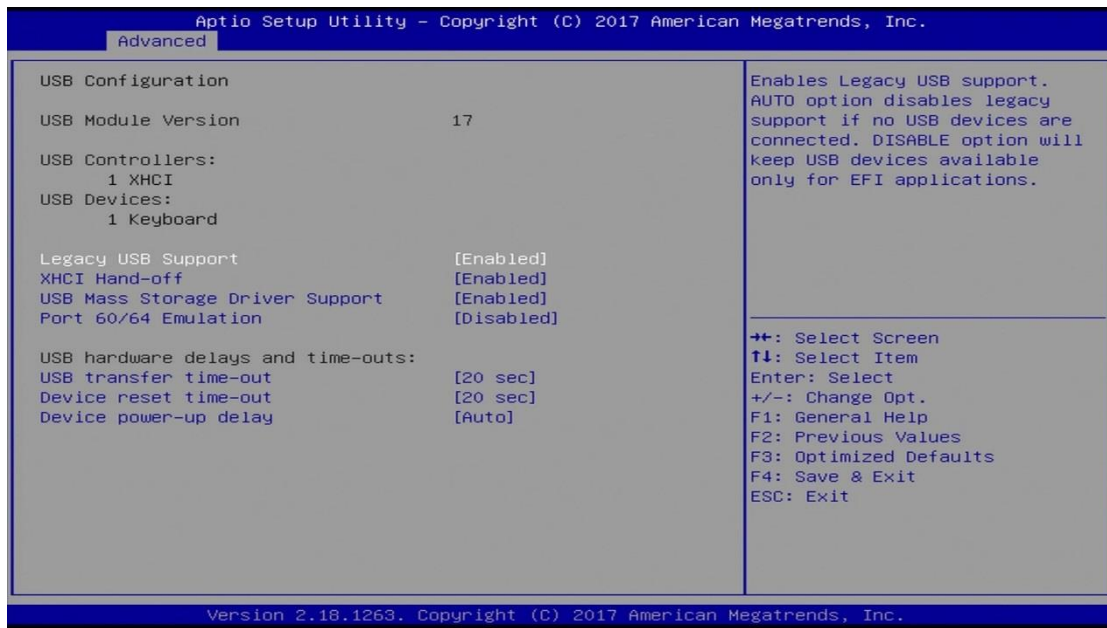 Aptio Setup Utility – Copyright (C) 2017 American Megatrends, Inc.
Advanced
USB Configuration
USB Module Version 17
USB Controllers:
1 XHCI
USB Devices:
1 Keyboard
Legacy USB Support [Enabled]
XHCI Hand-off [Enabled]
USB Mass Storage Driver Support [Enabled]
Port 60/64 Emulation [Disabled]
USB hardware delays and time-outs:
USB transfer time-out [20 sec]
Device reset time-out [20 sec]
Device power-up delay [Auto]
Enables Legacy USB support.
AUTO option disables legacy
support if no USB devices are
connected. DISABLE option will
keep USB devices available
only for EFI applications.
→←: Select Screen
↑↓: Select Item
Enter: Select
+/-: Change Opt.
F1: General Help
F2: Previous Values
F3: Optimized Defaults
F4: Save & Exit
ESC: Exit
Version 2.18.1263. Copyright (C) 2017 American Megatrends, Inc.